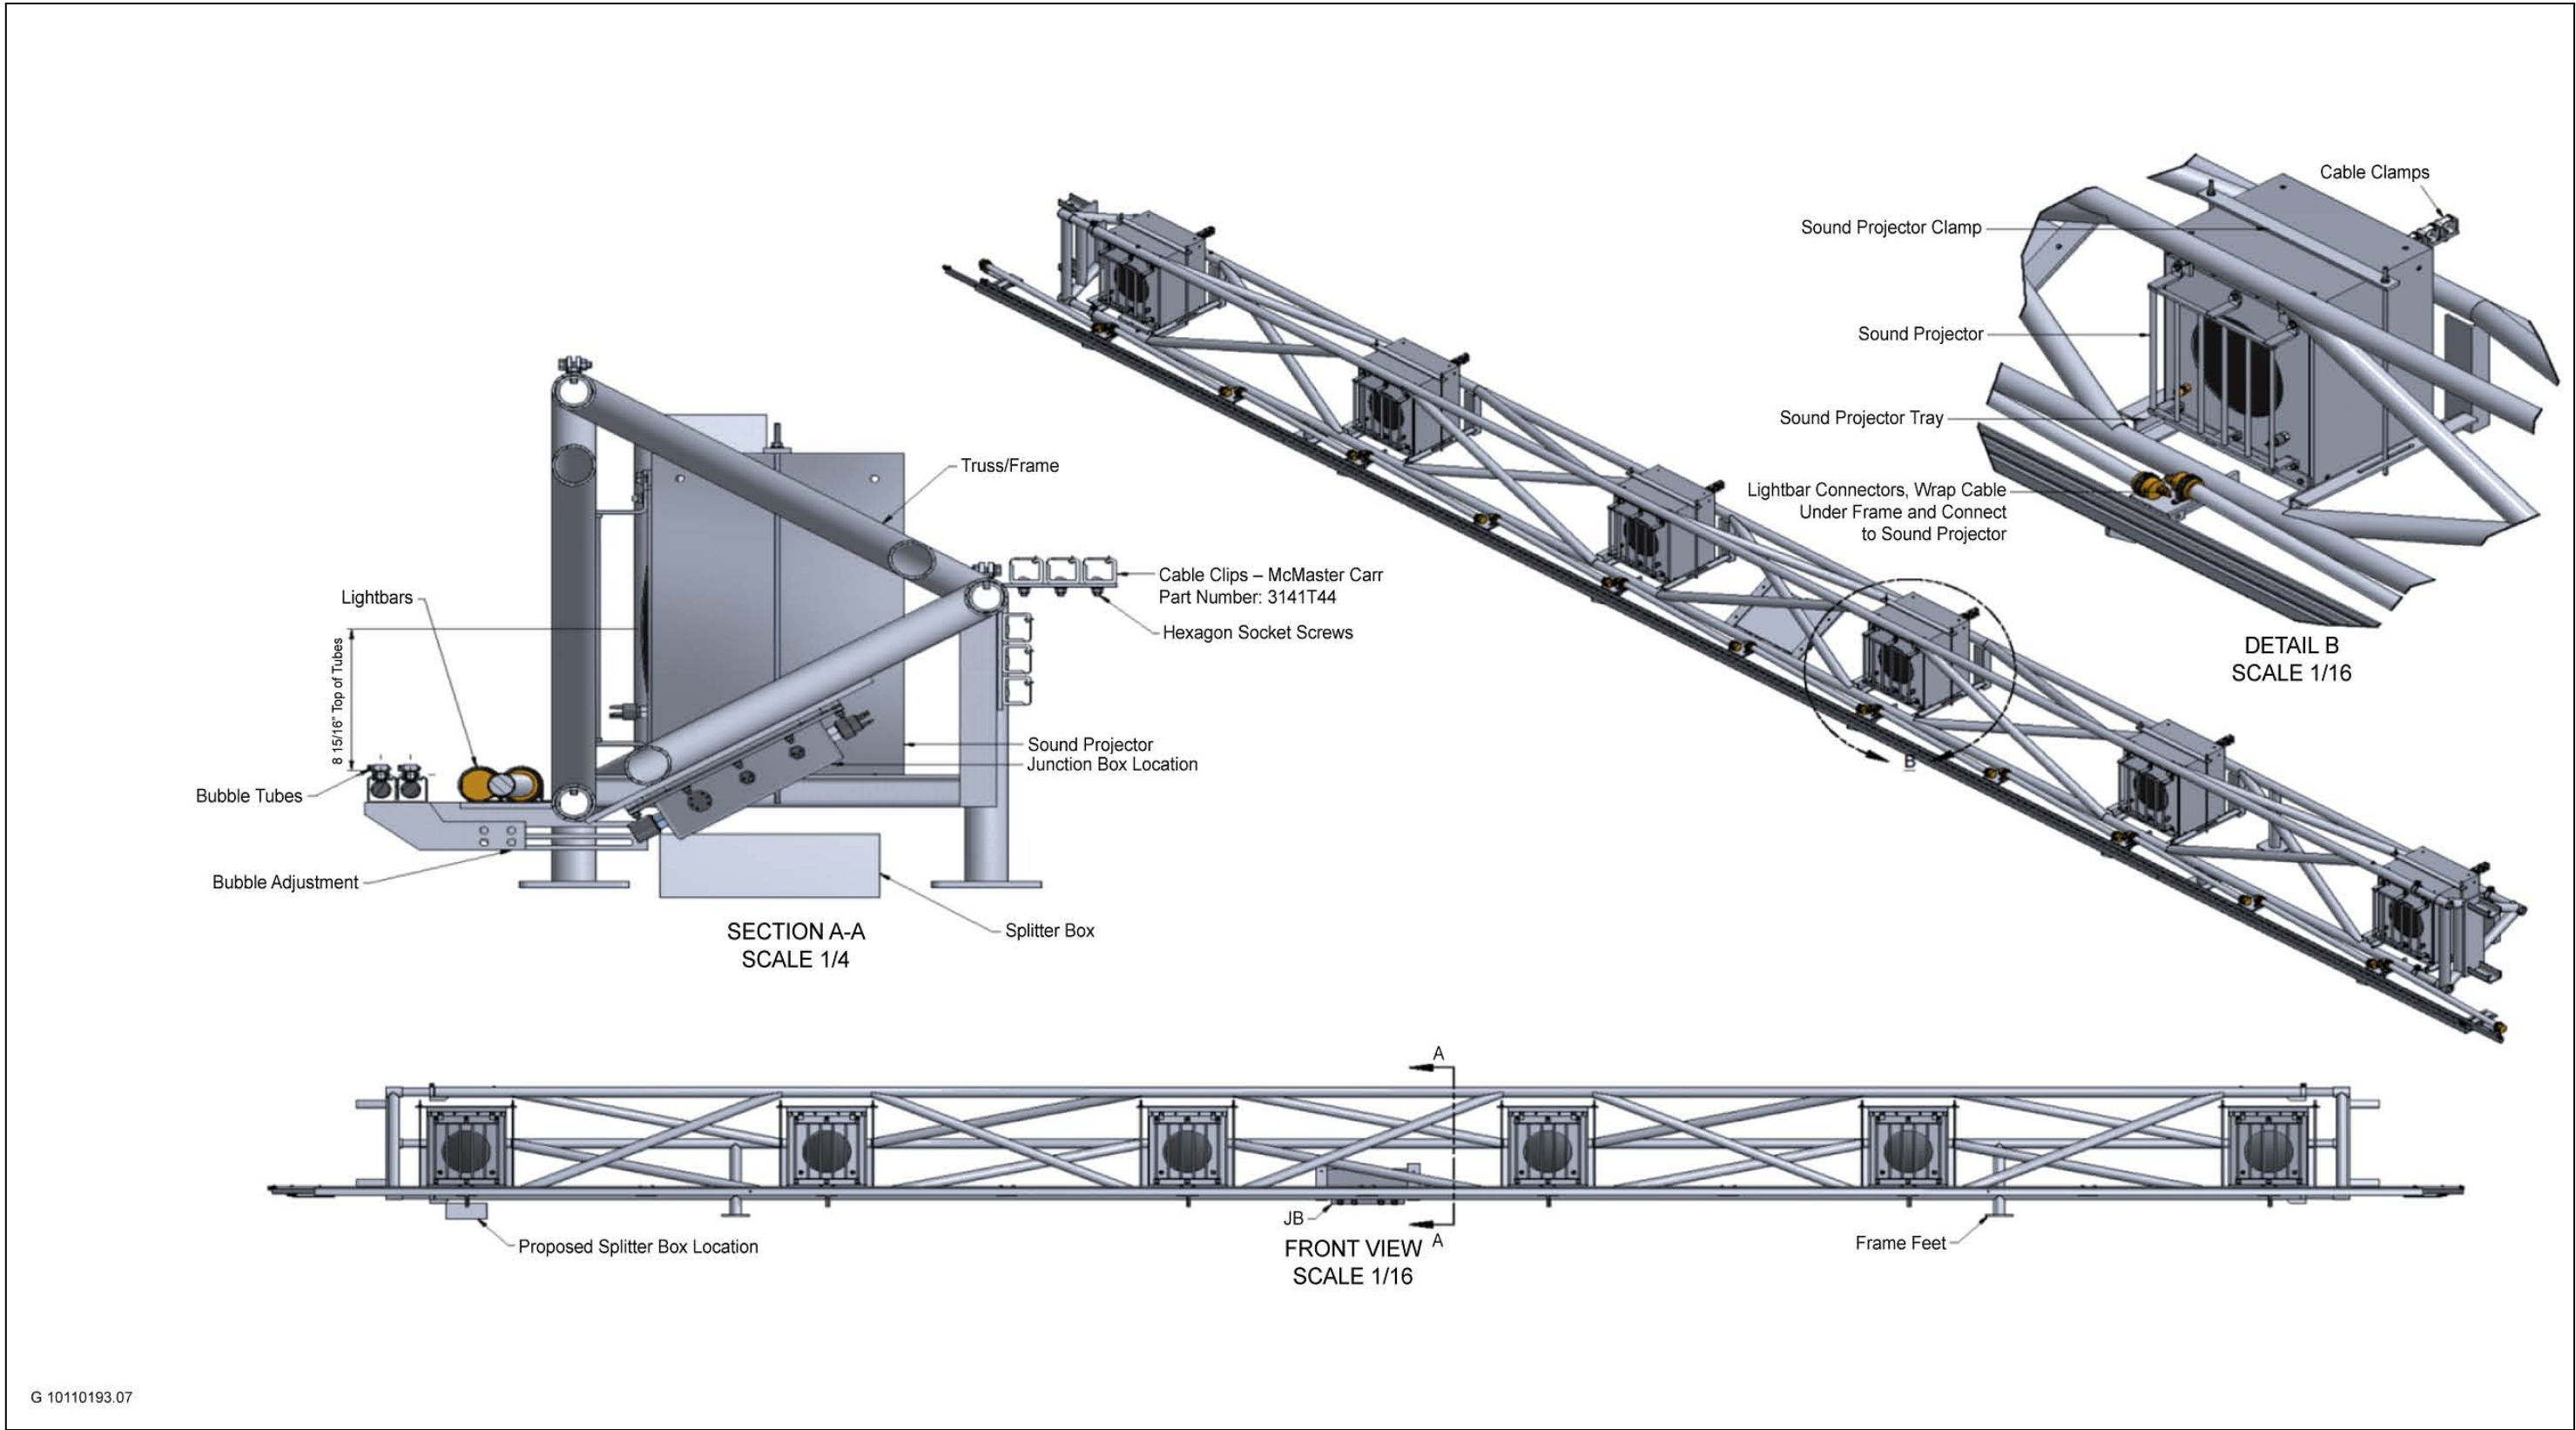 Cable Clamps
Sound Projector Clamp
Sound Projector
Sound Projector Tray
Lightbar Connectors, Wrap Cable
Under Frame and Connect
to Sound Projector
DETAIL B
SCALE 1/16
B
Truss/Frame
Cable Clips – McMaster Carr
Part Number: 3141T44
Hexagon Socket Screws
Lightbars
8 15/16" Top of Tubes
Bubble Tubes
Bubble Adjustment
Sound Projector
Junction Box Location
Splitter Box
SECTION A-A
SCALE 1/4
A
A
JB
Proposed Splitter Box Location
Frame Feet
FRONT VIEW
SCALE 1/16
G 10110193.07